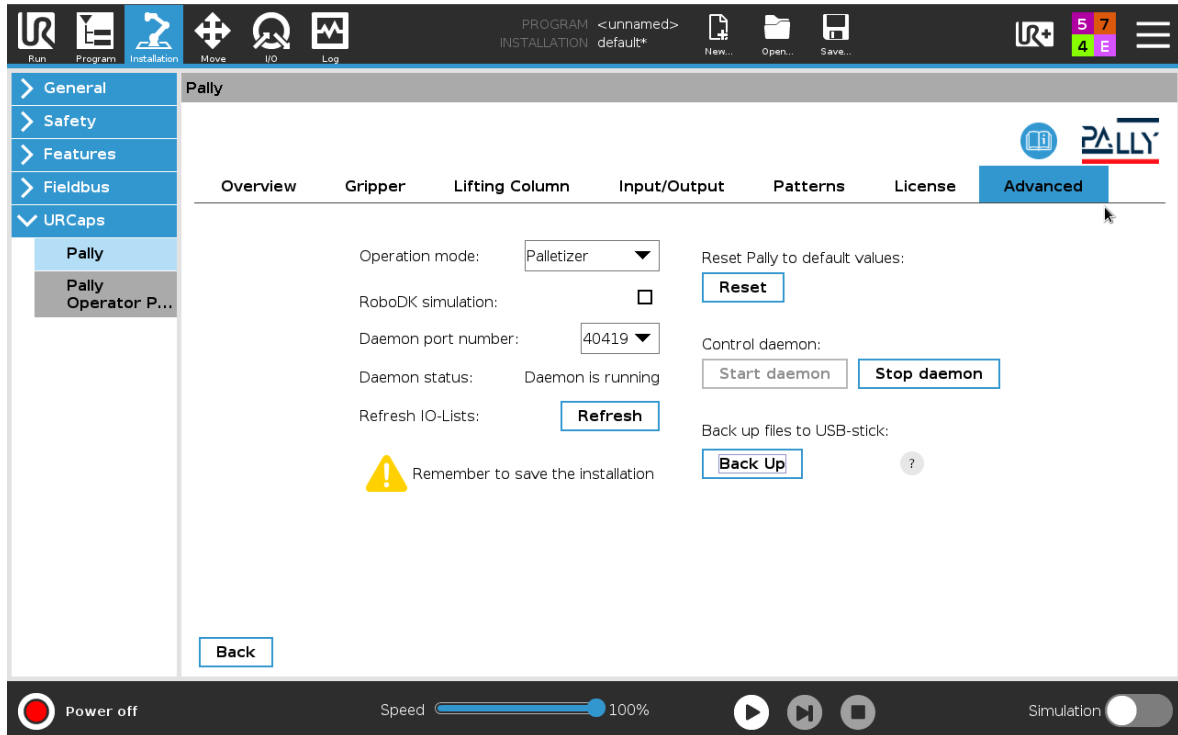 PROGRAM <unnamed>
INSTALLATION default*
Run Program Installation Move I/O Log New... Open... Save...
UR+ 5 7
4 E
General
Safety
Features
Fieldbus
URCaps
Pally
Pally
Operator P...
Pally
PALLY
Overview Gripper Lifting Column Input/Output Patterns License Advanced
Operation mode: Palletizer
RoboDK simulation:
Daemon port number: 40419
Daemon status: Daemon is running
Refresh IO-Lists: Refresh
Remember to save the installation
Reset Pally to default values:
Reset
Control daemon:
Start daemon Stop daemon
Back up files to USB-stick:
Back Up ?
Back
Power off Speed 100% Simulation